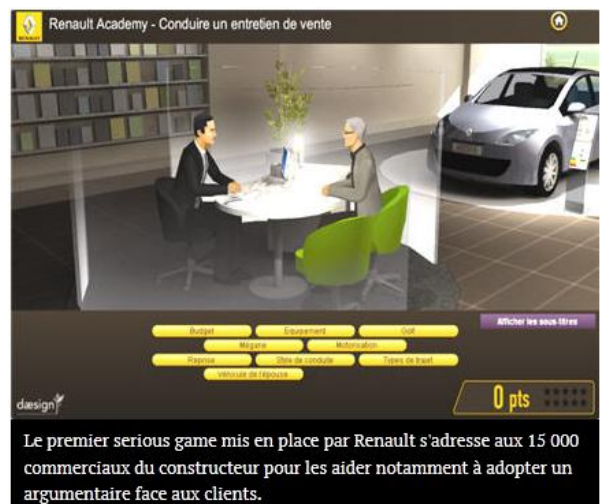 Renault Academy - Conduire un entretien de vente
RENAULT
Afficher les sous-titres
Budget Equipement Golf
Mégane Motorisation
Reprise Style de conduite Types de trajet
Véhicule de l'épouse
dæsign
0 pts
Le premier serious game mis en place par Renault s'adresse aux 15 000
commerciaux du constructeur pour les aider notamment à adopter un
argumentaire face aux clients.